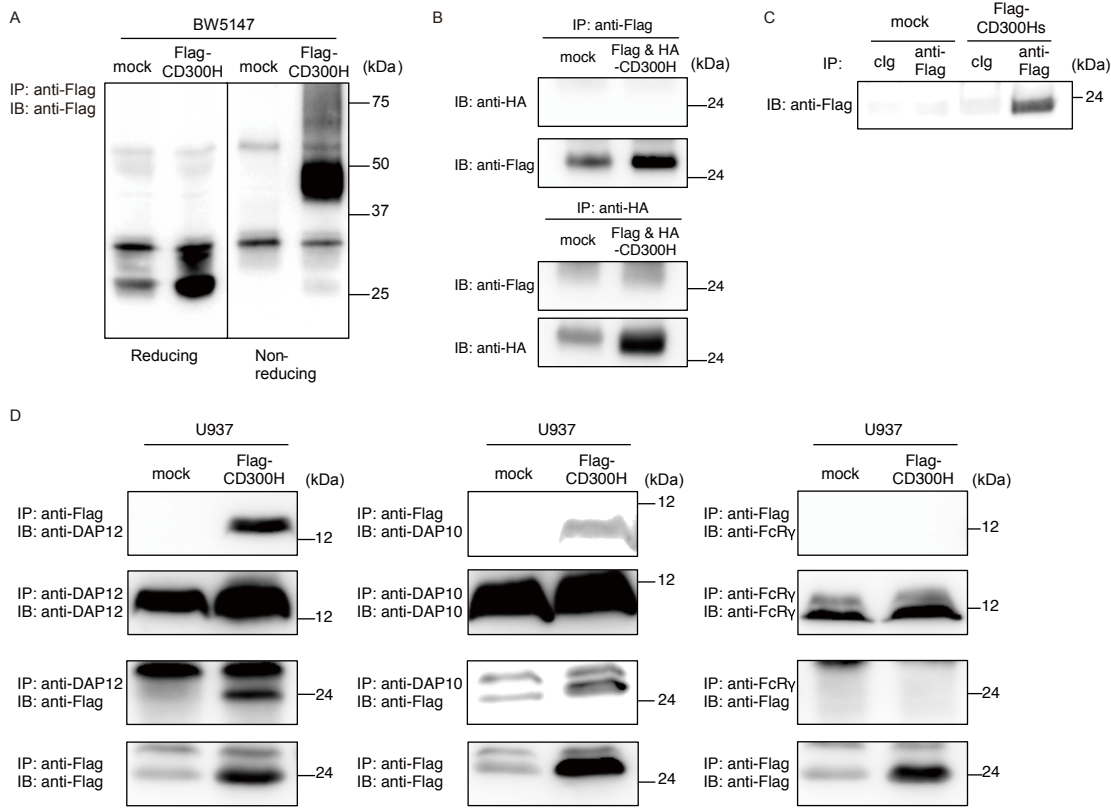 A
BW5147
mock
Flag-
CD300H
mock
Flag-
CD300H
(kDa)
IP: anti-Flag
IB: anti-Flag
75
50
37
25
Reducing
Non-
reducing
B
IP: anti-Flag
mock
Flag & HA
-CD300H
(kDa)
IB: anti-HA
24
IB: anti-Flag
24
IP: anti-HA
mock
Flag & HA
-CD300H
IB: anti-Flag
24
IB: anti-HA
24
C
mock
Flag-
CD300Hs
IP:
cIg
anti-
Flag
cIg
anti-
Flag
(kDa)
IB: anti-Flag
24
D
U937
mock
Flag-
CD300H
(kDa)
IP: anti-Flag
IB: anti-DAP12
12
IP: anti-DAP12
IB: anti-DAP12
12
IP: anti-DAP12
IB: anti-Flag
24
IP: anti-Flag
IB: anti-Flag
24
U937
mock
Flag-
CD300H
(kDa)
IP: anti-Flag
IB: anti-DAP10
12
IP: anti-DAP10
IB: anti-DAP10
12
IP: anti-DAP10
IB: anti-Flag
24
IP: anti-Flag
IB: anti-Flag
24
U937
mock
Flag-
CD300H
(kDa)
IP: anti-Flag
IB: anti-FcRγ
12
IP: anti-FcRγ
IB: anti-FcRγ
12
IP: anti-FcRγ
IB: anti-Flag
24
IP: anti-Flag
IB: anti-Flag
24